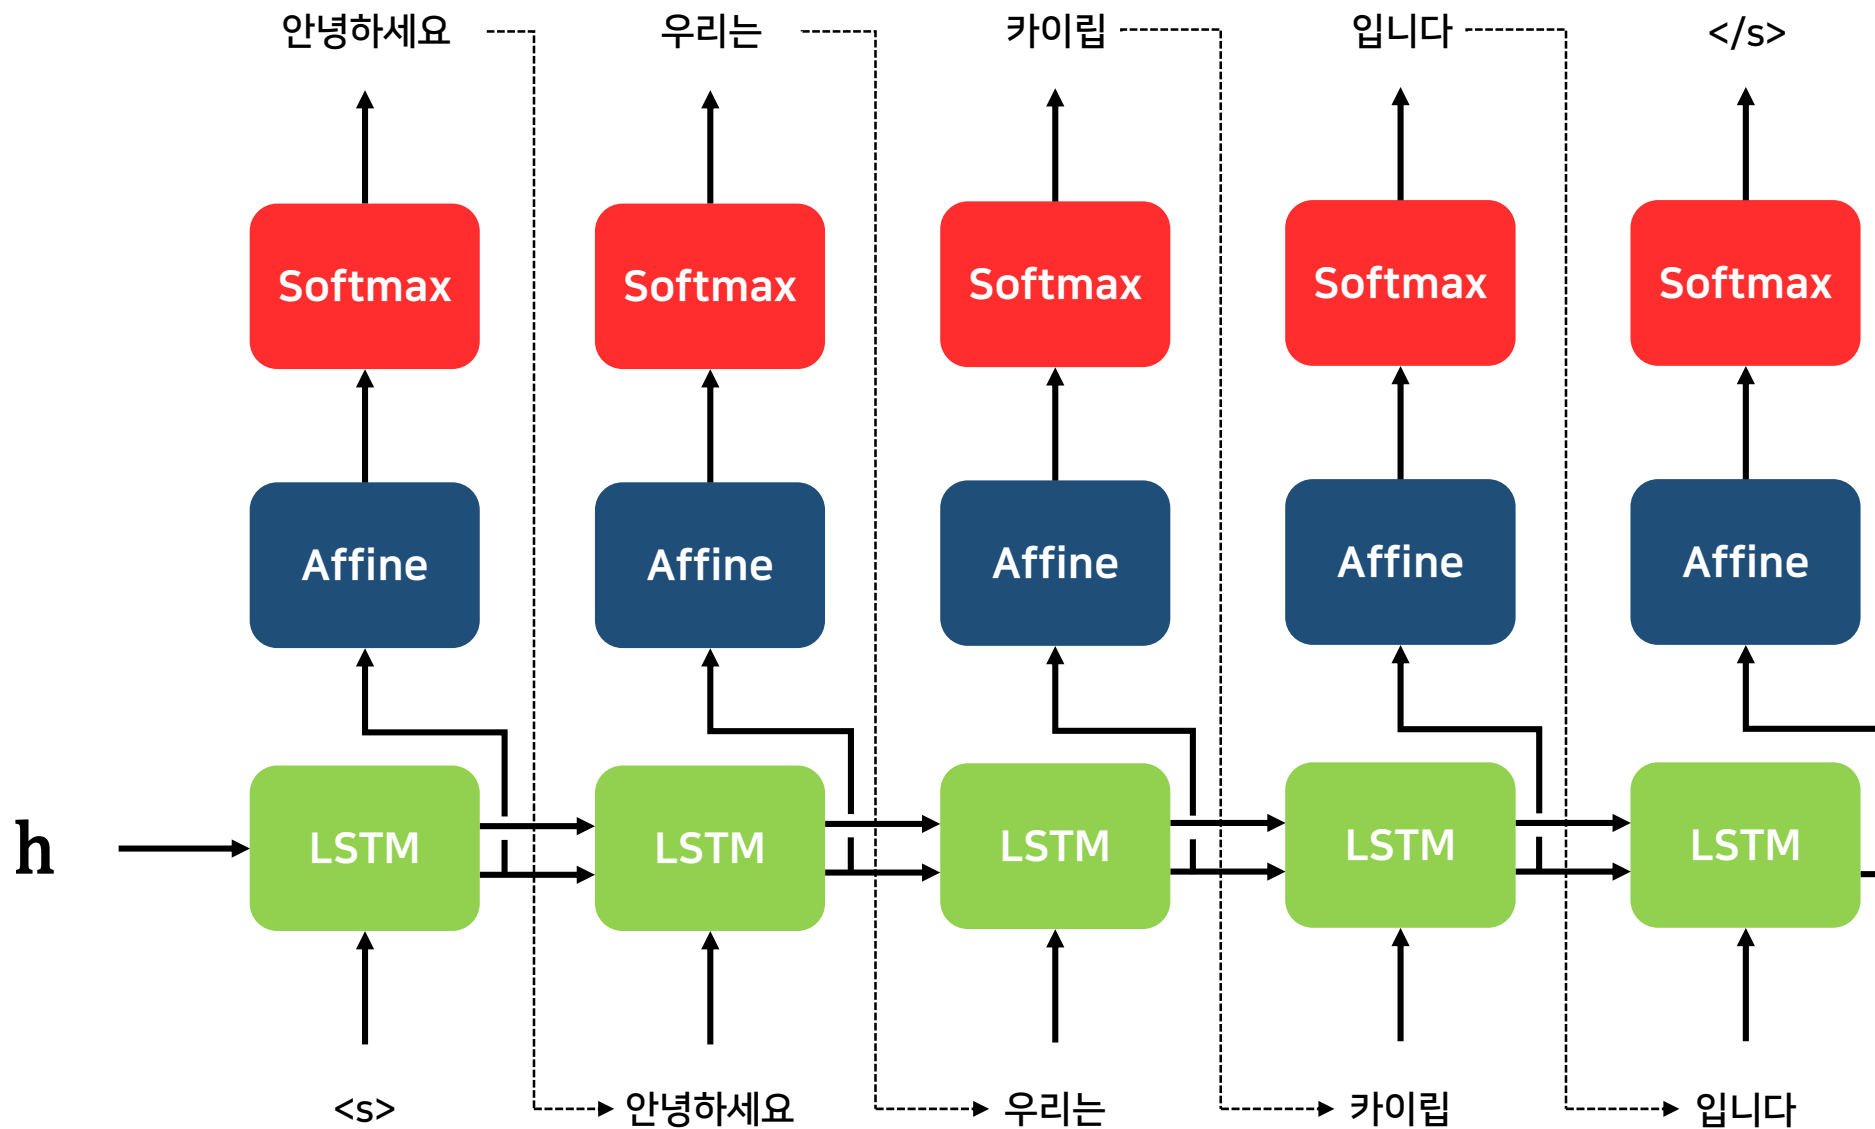 안녕하세요 우리는 카이립 입니다 </s>
Softmax Softmax Softmax Softmax Softmax
Affine Affine Affine Affine Affine
h LSTM LSTM LSTM LSTM LSTM
<s> 안녕하세요 우리는 카이립 입니다